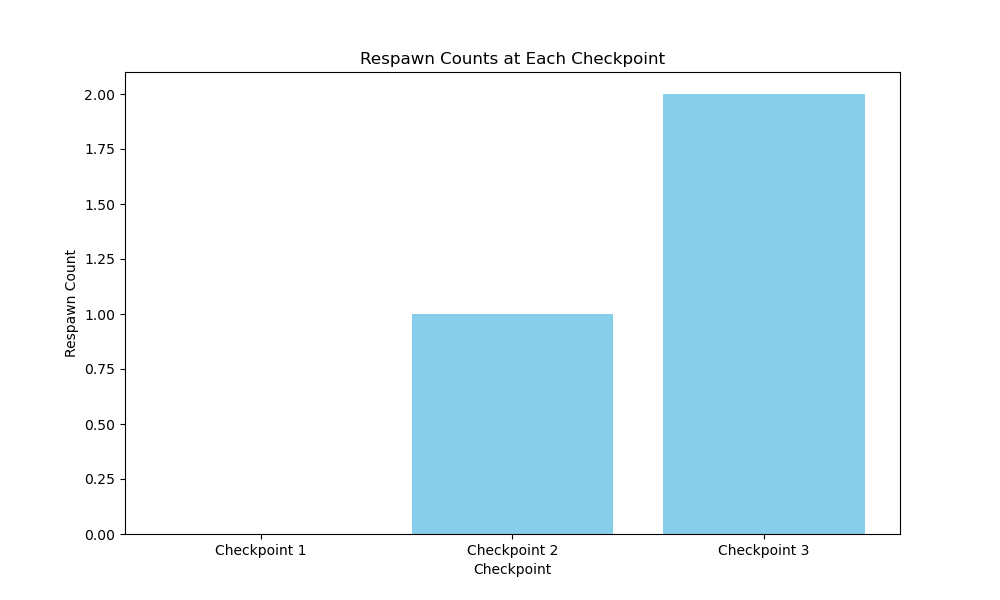 Respawn Counts at Each Checkpoint
2.00
1.75
1.50
1.25
1.00
0.75
0.50
0.25
0.00
Respawn Count
Checkpoint 1
Checkpoint 2
Checkpoint 3
Checkpoint